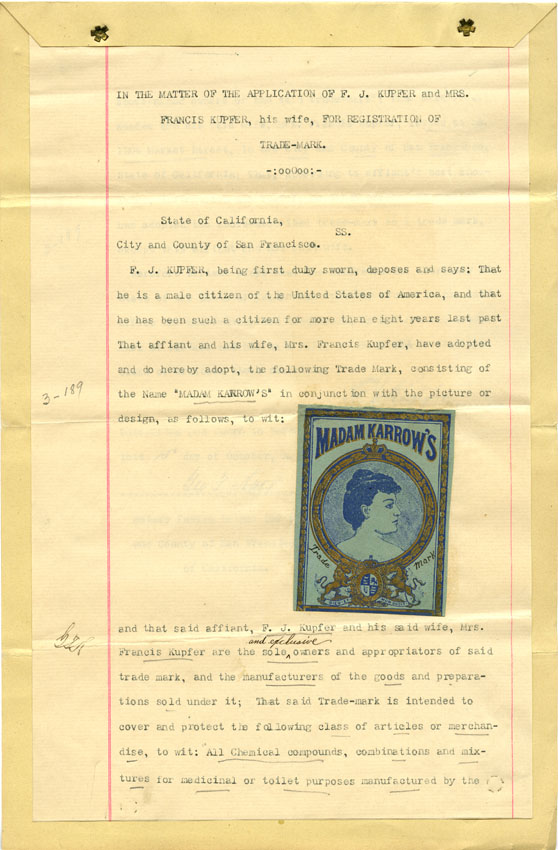 IN THE MATTER OF THE APPLICATION OF F. J. KUPFER and MRS.
FRANCIS KUPFER, his wife, FOR REGISTRATION OF
TRADE-MARK.
-:ooOoo:-
State of California,
SS.
City and County of San Francisco.
F. J. KUPFER, being first duly sworn, deposes and says: That
he is a male citizen of the United States of America, and that
he has been such a citizen for more than eight years last past
That affiant and his wife, Mrs. Francis Kupfer, have adopted
and do hereby adopt, the following Trade Mark, consisting of
3-189
the Name "MADAM KARROW'S" in conjunction with the picture or
design, as follows, to wit:
MADAM KARROW'S
Trade Mark
and that said affiant, F. J. Kupfer and his said wife, Mrs.
and exclusive
Francis Kupfer are the sole owners and appropriators of said
trade mark, and the manufacturers of the goods and prepara-
tions sold under it; That said Trade-mark is intended to
cover and protect the following class of articles or merchan-
dise, to wit: All Chemical compounds, combinations and mix-
tures for medicinal or toilet purposes manufactured by the